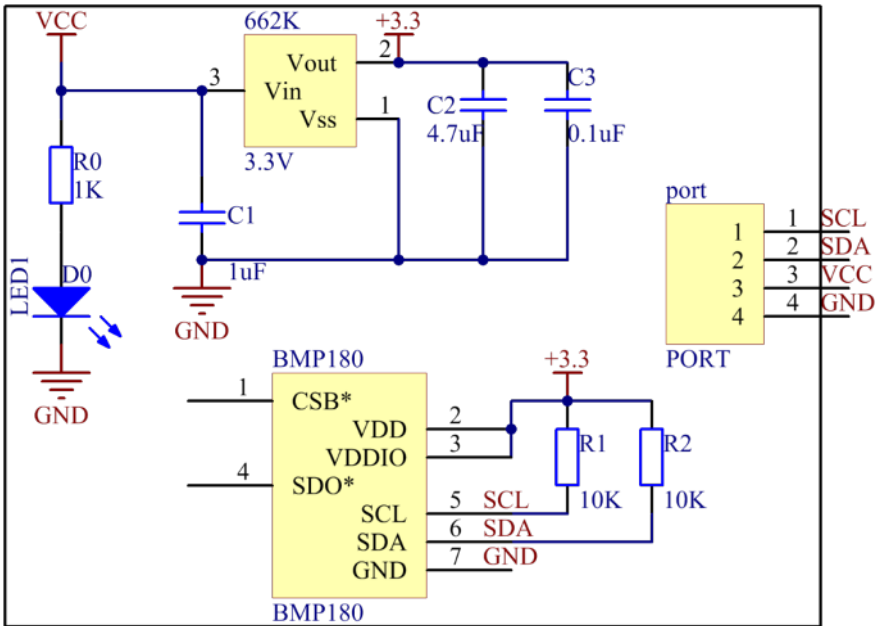 VCC
662K
+3.3
Vout
2
3
Vin
C3
C2
1
Vss
4.7uF
0.1uF
R0
3.3V
1K
port
C1
1
1
SCL
2
2
SDA
D0
1uF
3
3
VCC
LED1
4
4
GND
GND
PORT
BMP180
+3.3
1
CSB*
GND
VDD
2
VDDIO
3
R1
R2
4
SDO*
SCL
5
SCL
10K
10K
SDA
6
SDA
GND
7
GND
BMP180